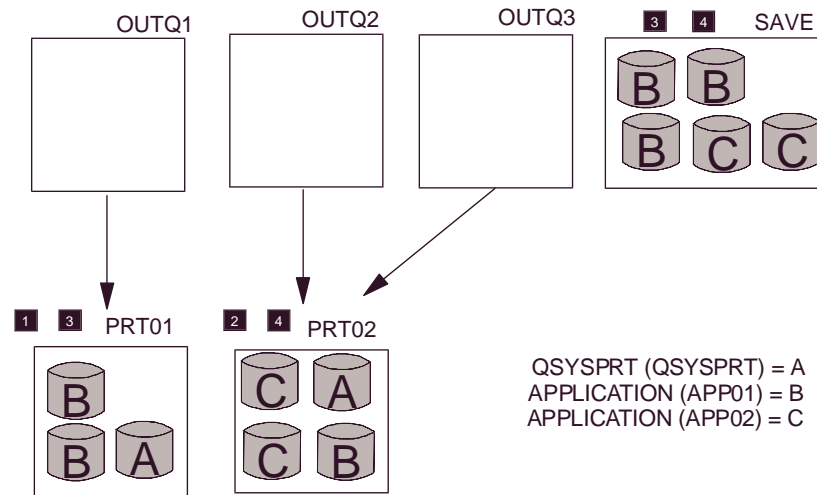 OUTQ1
OUTQ2
OUTQ3
3 4 SAVE
B B
B C C
1 3 PRT01
2 4 PRT02
B
B A
C A
C B
QSYSPRT (QSYSPRT) = A
APPLICATION (APP01) = B
APPLICATION (APP02) = C